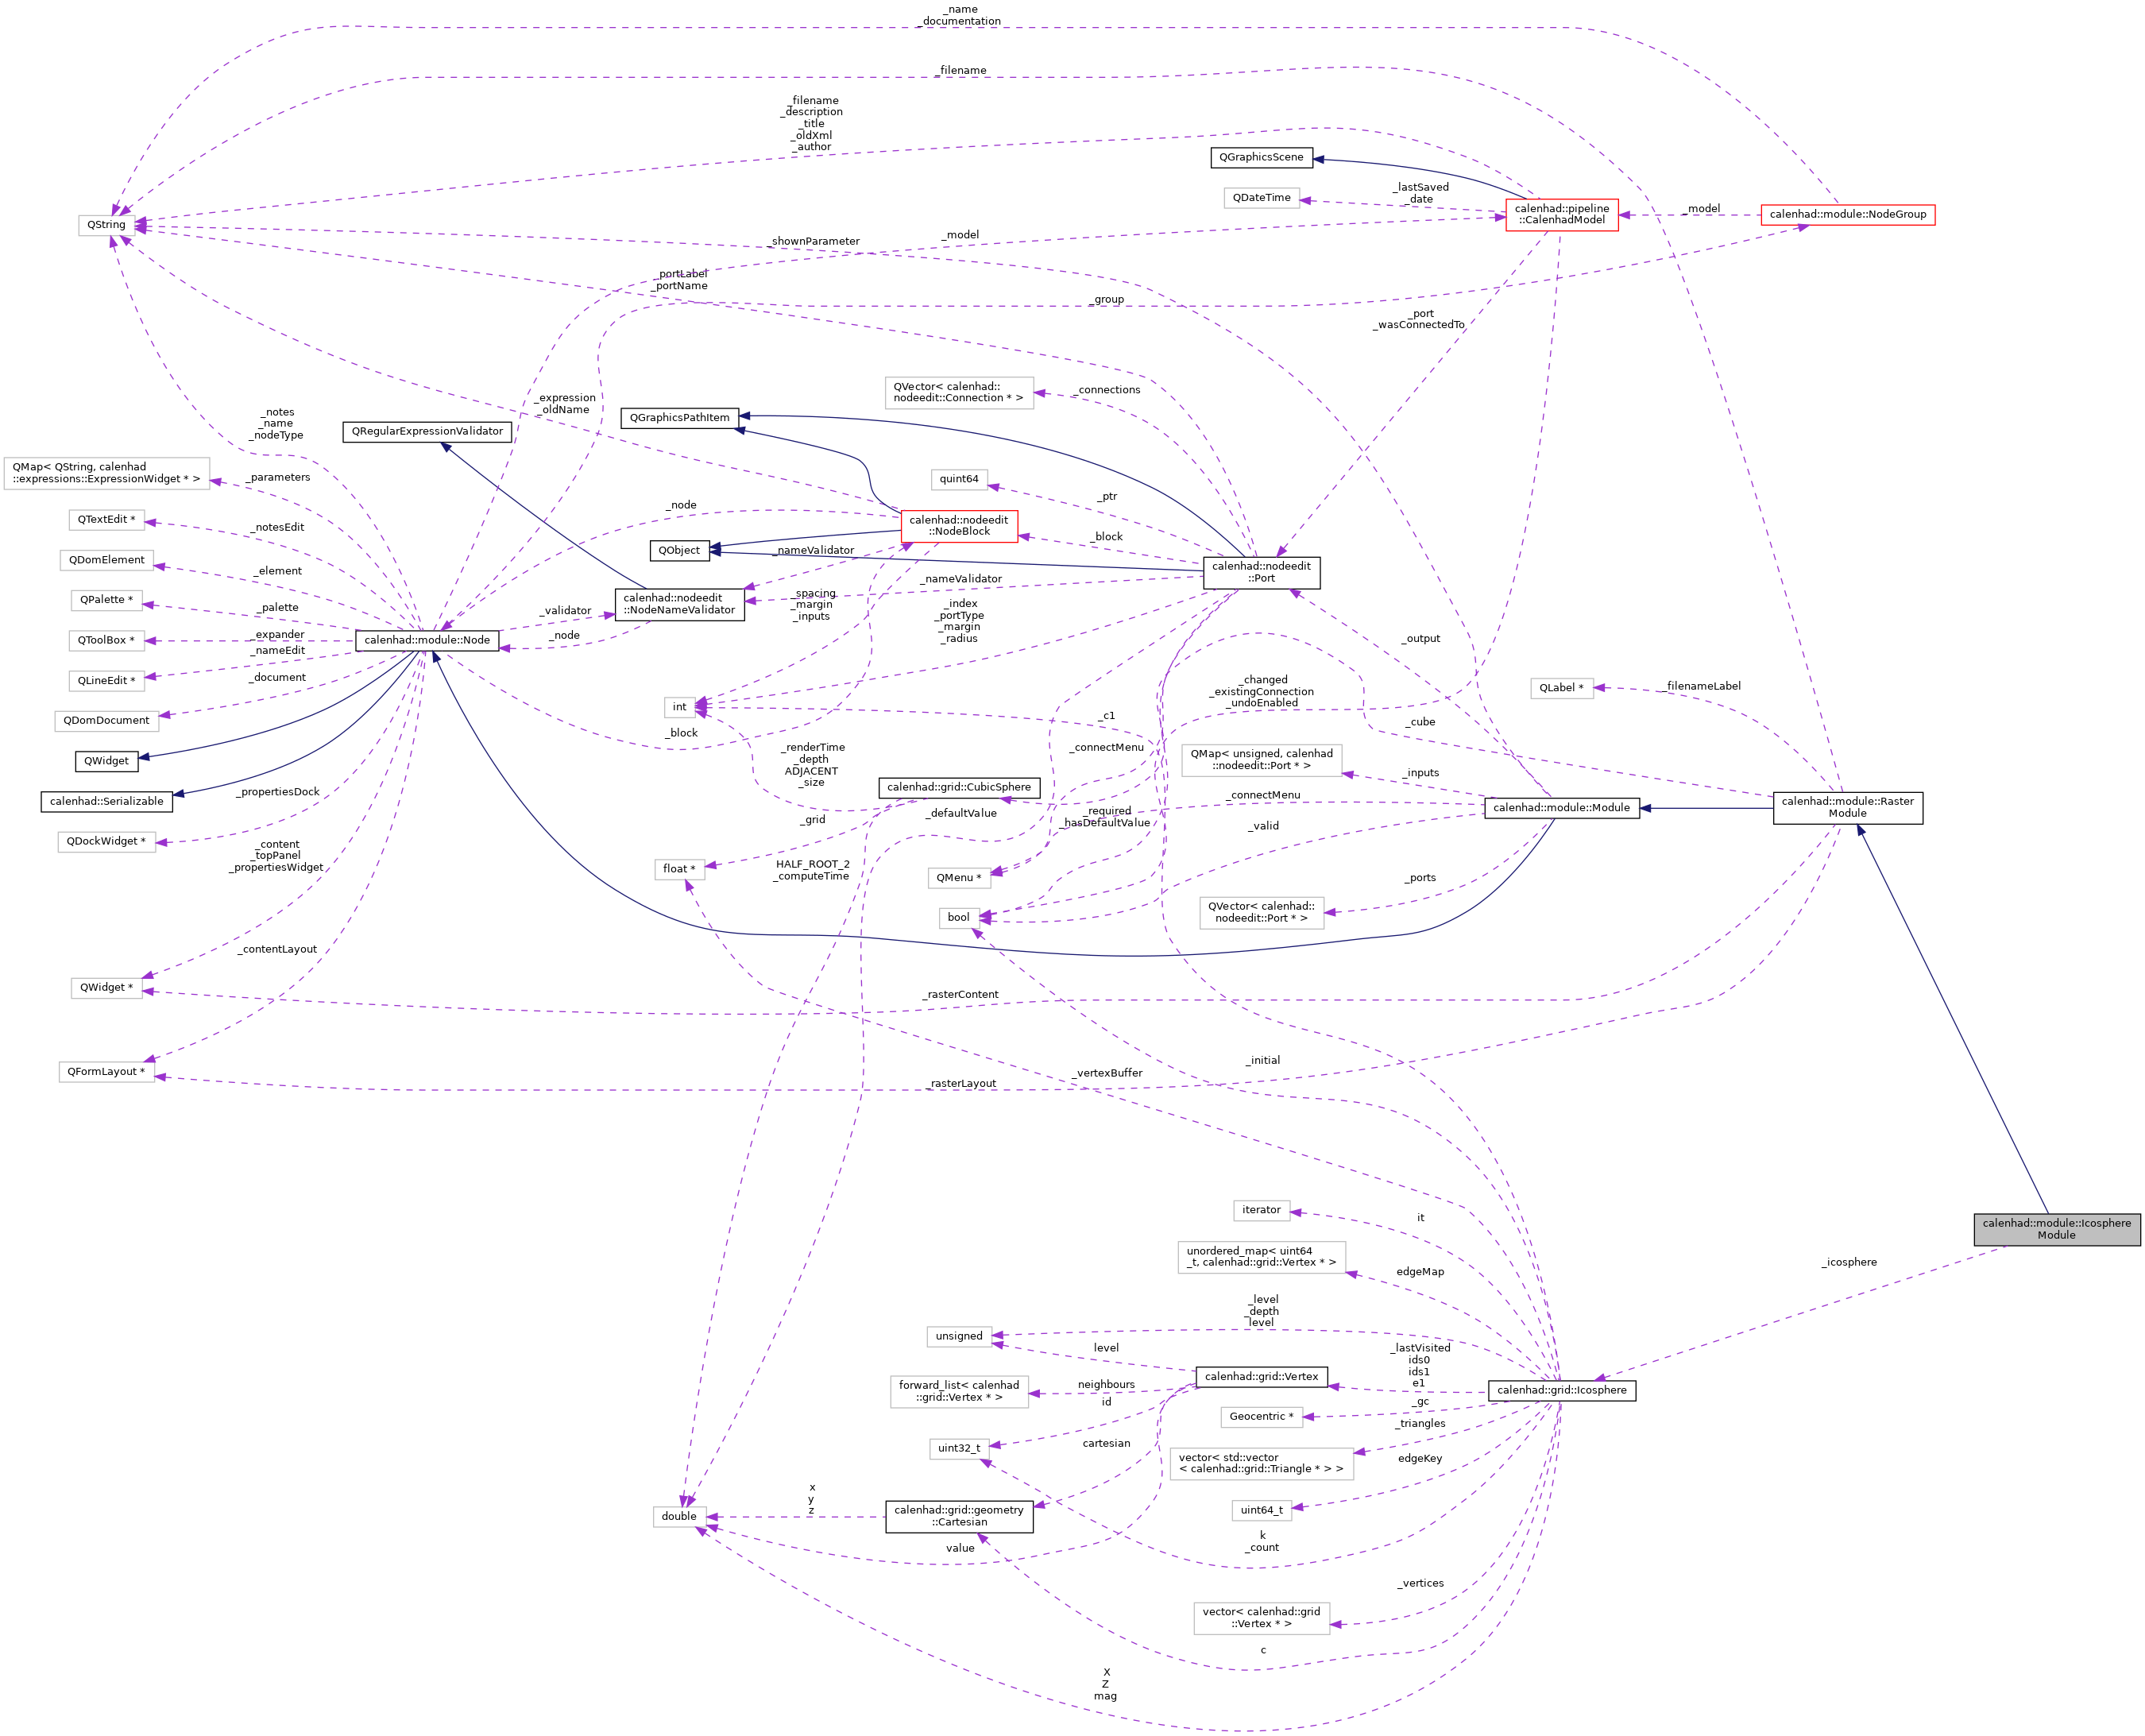 _name
_documentation
_filename
_filename
_description
_title
_oldXml
_author
QGraphicsScene
QDateTime
_lastSaved
_date
calenhad::pipeline
::CalenhadModel
_model
calenhad::module::NodeGroup
QString
_shownParameter
_model
_portLabel
_portName
_group
_port
_wasConnectedTo
QVector< calenhad::
nodeedit::Connection * >
_connections
_expression
_oldName
QGraphicsPathItem
_notes
_name
_nodeType
QRegularExpressionValidator
QMap< QString, calenhad
::expressions::ExpressionWidget * >
_parameters
quint64
_ptr
QTextEdit *
_notesEdit
_node
calenhad::nodeedit
::NodeBlock
_block
QObject
_nameValidator
QDomElement
_element
calenhad::nodeedit
::Port
_nameValidator
QPalette *
_palette
_validator
calenhad::nodeedit
::NodeNameValidator
_spacing
_margin
_inputs
_index
_portType
_margin
_radius
QToolBox *
_expander
calenhad::module::Node
_node
_output
_nameEdit
QLineEdit *
_document
_changed
_existingConnection
_undoEnabled
QLabel *
_filenameLabel
QDomDocument
int
_c1
_cube
_block
QWidget
_renderTime
_depth
ADJACENT
_size
_connectMenu
QMap< unsigned, calenhad
::nodeedit::Port * >
_inputs
calenhad::Serializable
_propertiesDock
calenhad::grid::CubicSphere
_connectMenu
calenhad::module::Module
calenhad::module::Raster
Module
_grid
_defaultValue
_required
_hasDefaultValue
_valid
QDockWidget *
_content
_topPanel
_propertiesWidget
float *
HALF_ROOT_2
_computeTime
QMenu *
_ports
bool
QVector< calenhad::
nodeedit::Port * >
_contentLayout
QWidget *
_rasterContent
QFormLayout *
_rasterLayout
_vertexBuffer
_initial
iterator
it
calenhad::module::Icosphere
Module
unordered_map< uint64
_t, calenhad::grid::Vertex * >
edgeMap
_icosphere
_level
_depth
level
unsigned
level
_lastVisited
ids0
ids1
e1
calenhad::grid::Vertex
forward_list< calenhad
::grid::Vertex * >
neighbours
id
calenhad::grid::Icosphere
Geocentric *
_gc
_triangles
uint32_t
cartesian
vector< std::vector
< calenhad::grid::Triangle * > >
edgeKey
x
y
z
double
calenhad::grid::geometry
::Cartesian
uint64_t
value
k
_count
_vertices
vector< calenhad::grid
::Vertex * >
c
X
Z
mag